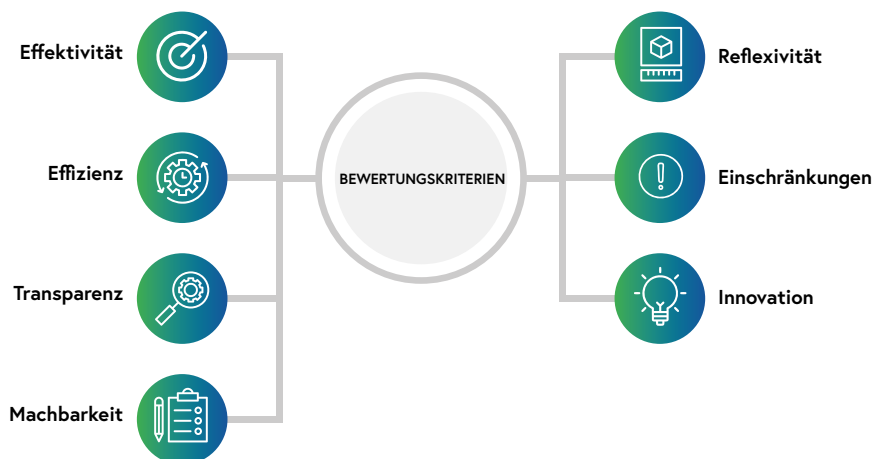 Effektivität
Effizienz
Transparenz
Machbarkeit
BEWERTUNGSKRITERIEN
Reflexivität
Einschränkungen
Innovation